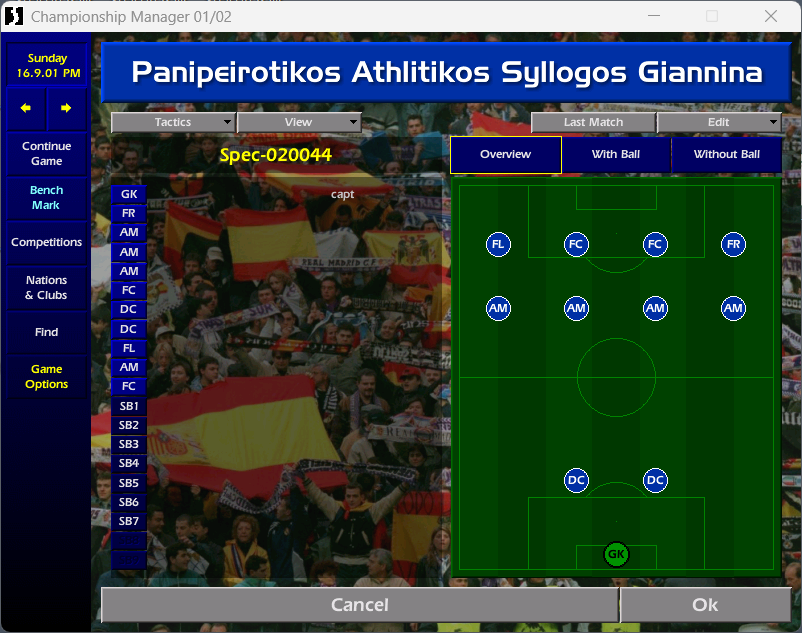 Championship Manager 01/02
Sunday
16.9.01 PM
Continue
Game
Bench
Mark
Competitions
Nations
& Clubs
Find
Game
Options
Panipeirotikos Athlitikos Syllogos Giannina
Tactics
View
Last Match
Edit
Spec-020044
Overview
With Ball
Without Ball
GK capt
FR
AM
AM
AM
FC
DC
DC
FL
AM
FC
SB1
SB2
SB3
SB4
SB5
SB6
SB7
FL FC FC FR
AM AM AM AM
DC DC
GK
REAL MADRID C.F.
Cancel
Ok